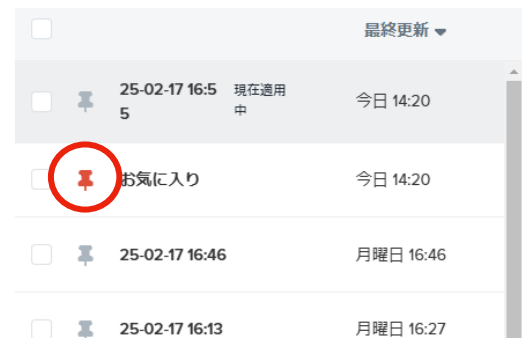 最終更新
25-02-17 16:5 現在適用 今日 14:20
5 中
お気に入り 今日 14:20
25-02-17 16:46 月曜日 16:46
25-02-17 16:13 月曜日 16:27